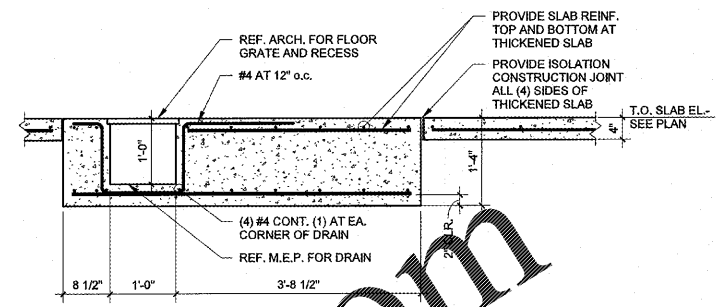 REF. ARCH. FOR FLOOR
GRATE AND RECESS
#4 AT 12" o.c.
PROVIDE SLAB REINF.
TOP AND BOTTOM AT
THICKENED SLAB
PROVIDE ISOLATION
CONSTRUCTION JOINT
ALL (4) SIDES OF
THICKENED SLAB
T.O. SLAB EL.-
SEE PLAN
4"
1'-0"
1'-4"
(4) #4 CONT. (1) AT EA.
CORNER OF DRAIN
REF. M.E.P. FOR DRAIN
2" CLR.
8 1/2"
1'-0"
3'-8 1/2"
om